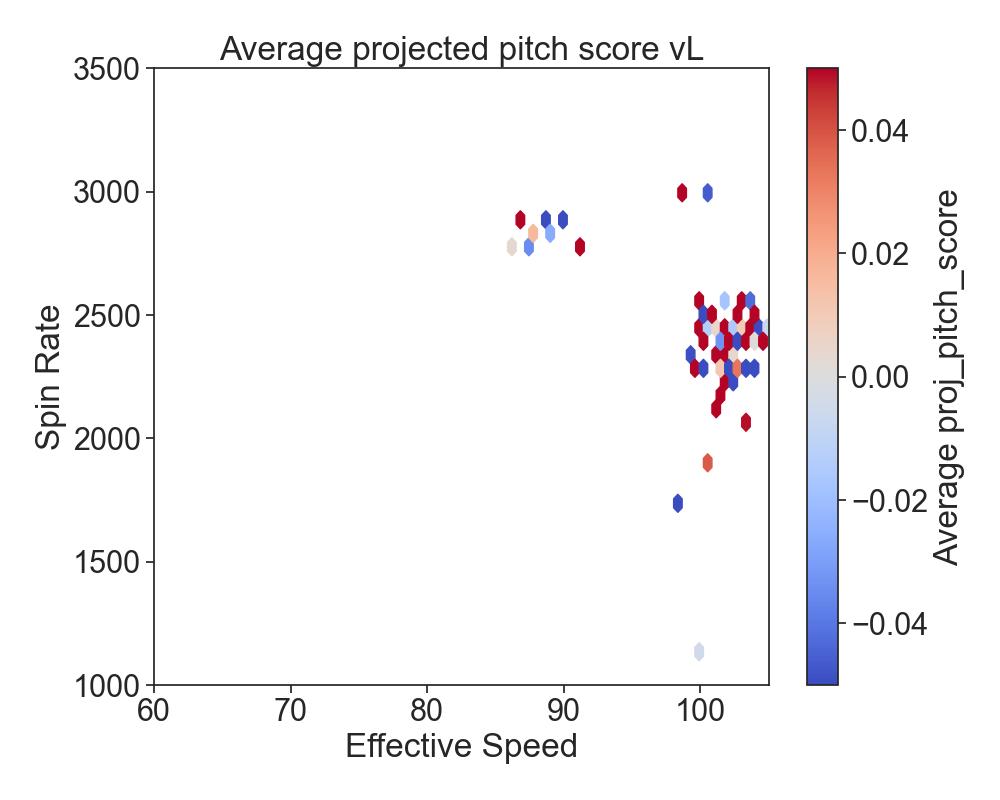 Average projected pitch score vL
3500
3000
2500
2000
1500
1000
Spin Rate
60 70 80 90 100
Effective Speed
0.04
0.02
0.00
−0.02
−0.04
Average proj_pitch_score